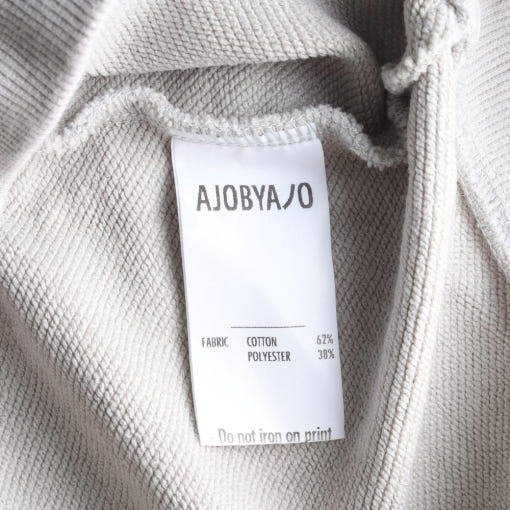 AJOBYAJO
FABRIC COTTON 62%
POLYESTER 38%
- Do not iron on print